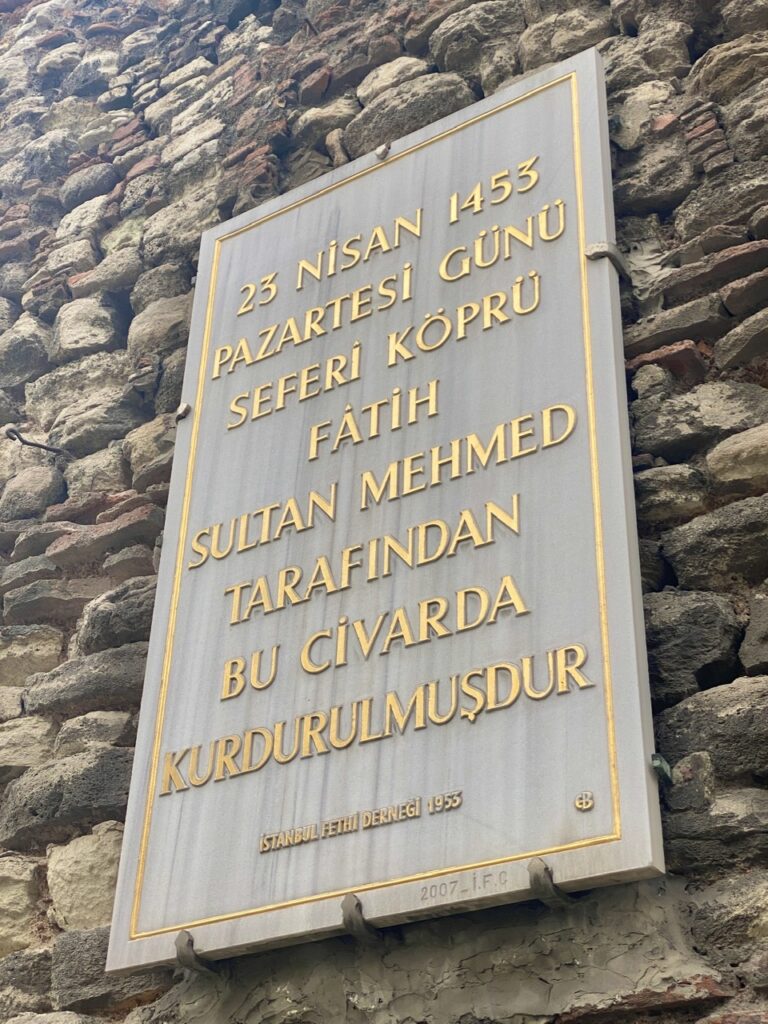 23 NİSAN 1453
PAZARTESİ GÜNÜ
SEFERİ KÖPRÜ
FÂTİH
SULTAN MEHMED
TARAFINDAN
BU CİVARDA
KURDURULMUŞDUR
İSTANBUL FETHİ DERNEĞİ 1953
2007_İ.F.C